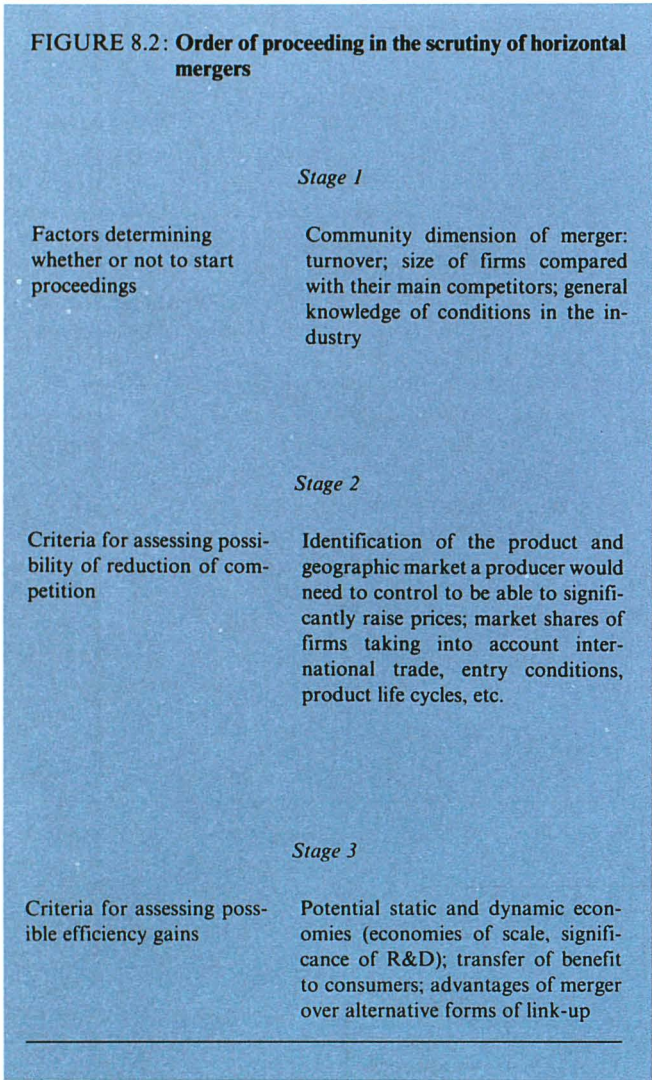 FIGURE 8.2: Order of proceeding in the scrutiny of horizontal
mergers
Stage 1
Factors determining
whether or not to start
proceedings
Community dimension of merger:
turnover; size of firms compared
with their main competitors; general
knowledge of conditions in the in-
dustry
Stage 2
Criteria for assessing possi-
bility of reduction of com-
petition
Identification of the product and
geographic market a producer would
need to control to be able to signifi-
cantly raise prices; market shares of
firms taking into account inter-
national trade, entry conditions,
product life cycles, etc.
Stage 3
Criteria for assessing poss-
ible efficiency gains
Potential static and dynamic econ-
omies (economies of scale, signifi-
cance of R&D); transfer of benefit
to consumers; advantages of merger
over alternative forms of link-up